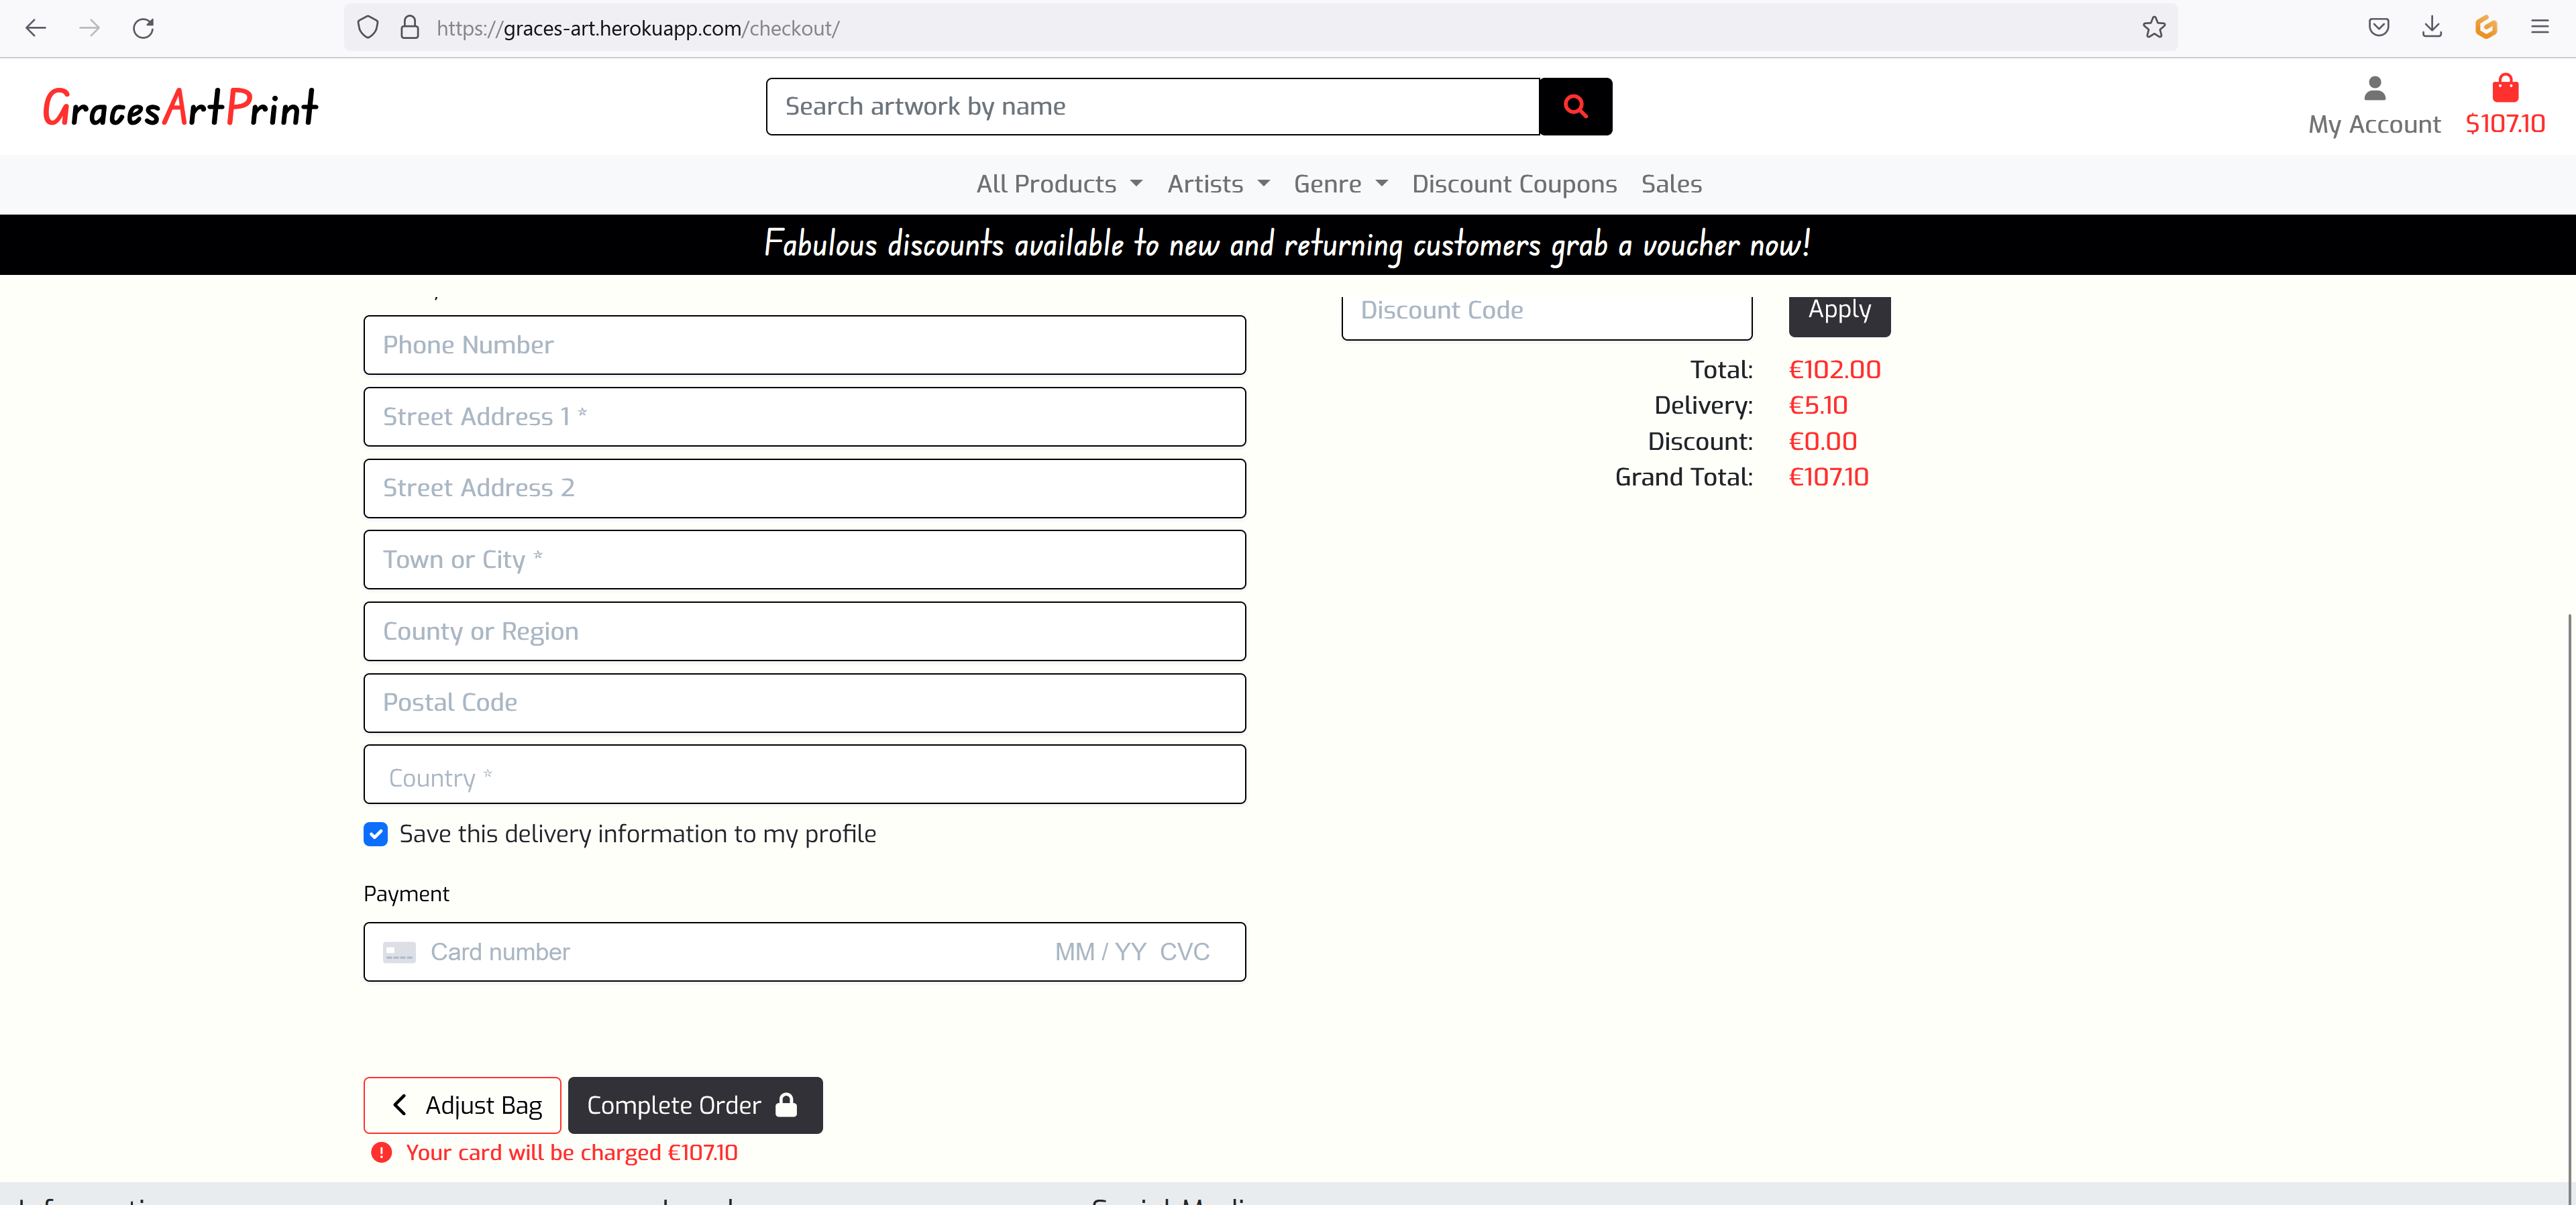 https://graces-art.herokuapp.com/checkout/
GracesArtPrint
Search artwork by name
My Account
$107.10
All Products
Artists
Genre
Discount Coupons
Sales
Fabulous discounts available to new and returning customers grab a voucher now!
Phone Number
Street Address 1 *
Street Address 2
Town or City *
County or Region
Postal Code
Country *
Save this delivery information to my profile
Payment
Card number
MM / YY CVC
Adjust Bag
Complete Order
Your card will be charged €107.10
Discount Code
Apply
Total: €102.00
Delivery: €5.10
Discount: €0.00
Grand Total: €107.10